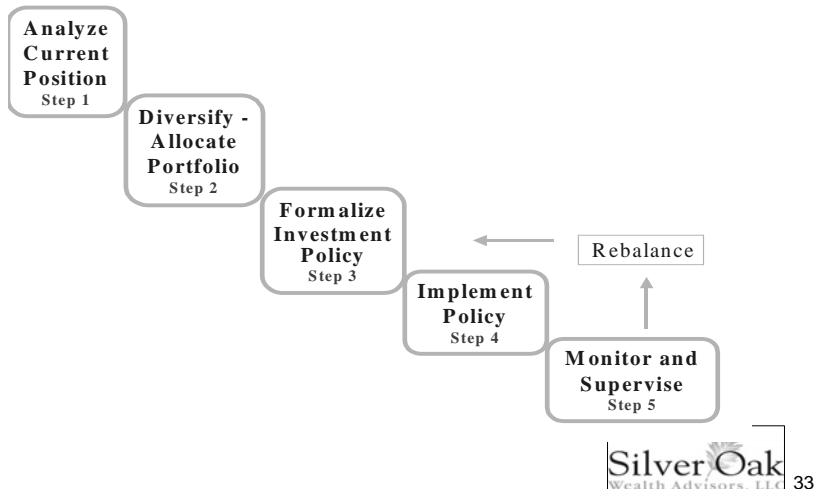 Analyze
Current
Position
Step 1
Diversify -
Allocate
Portfolio
Step 2
Formalize
Investment
Policy
Step 3
Rebalance
Implement
Policy
Step 4
Monitor and
Supervise
Step 5
Silver Oak
Wealth Advisors, LLC
33